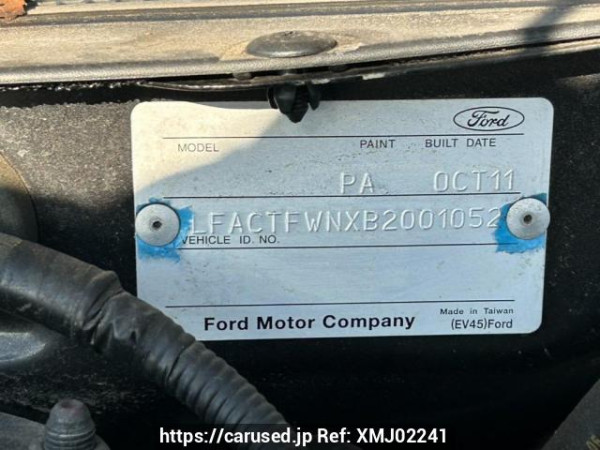 Ford
MODEL PAINT BUILT DATE
PA OCT11
LFACTFWNXB2001052
VEHICLE ID. NO.
Ford Motor Company
Made in Taiwan
(EV45)Ford
https://carused.jp Ref: XMJ02241